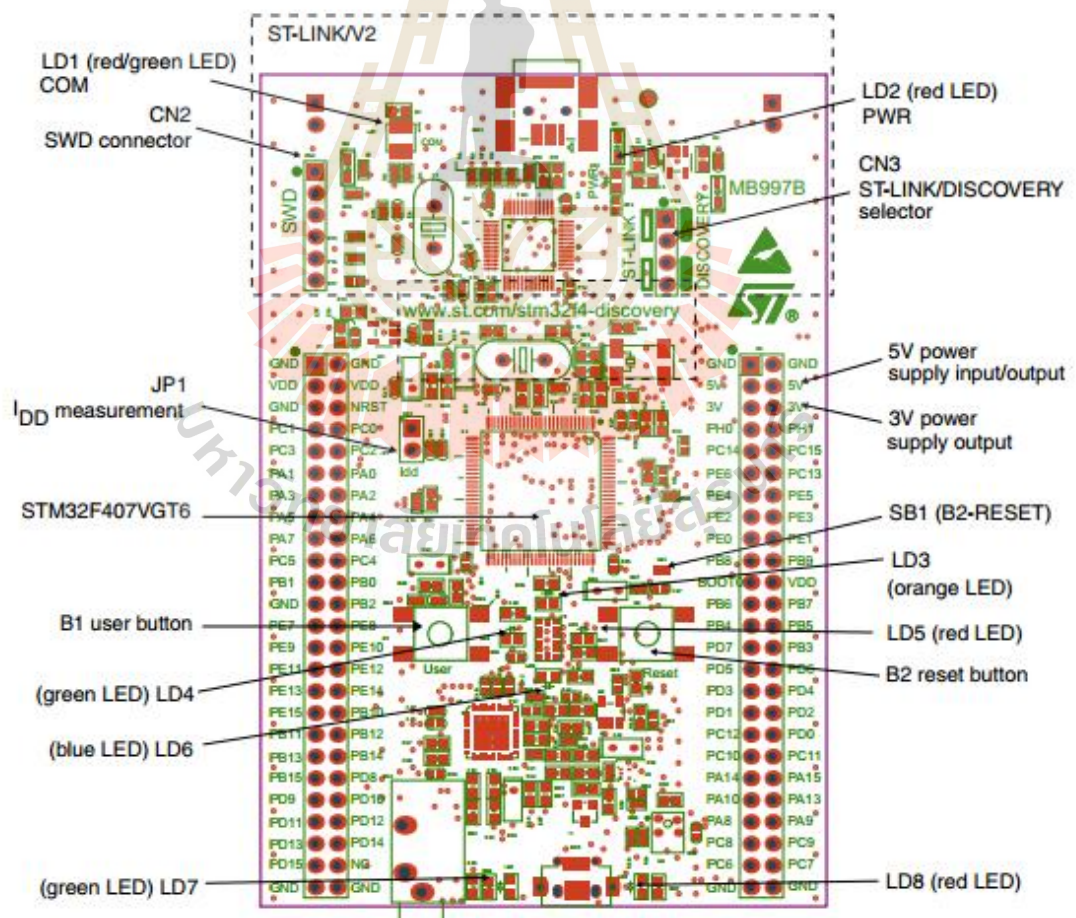 ST-LINK/V2
LD1 (red/green LED)
COM
CN2
SWD connector
LD2 (red LED)
PWR
CN3
ST-LINK/DISCOVERY
selector
COM
PWR
MB997B
SWD
ST-LINK
DISCOVERY
www.st.com/stm32f4-discovery
ST®
JP1
IDD measurement
5V power
supply input/output
3V power
supply output
STM32F407VGT6
SB1 (B2-RESET)
LD3
(orange LED)
B1 user button
LD5 (red LED)
B2 reset button
(green LED) LD4
(blue LED) LD6
(green LED) LD7
LD8 (red LED)
Idd
User
Reset
GND GND GND GND
VDD VDD 5V 5V
GND NRST 3V 3V
PC1 PC0 PH0 PH1
PC3 PC2 PC14 PC15
PA1 PA0 PE6 PC13
PA3 PA2 PE4 PE5
PA5 PA4 PE2 PE3
PA7 PA6 PE0 PE1
PC5 PC4 PB8 PB9
PB1 PB0 BOOT0 VDD
GND PB2 PB6 PB7
PE7 PE8 PB4 PB5
PE9 PE10 PD7 PB3
PE11 PE12 PD5 PD6
PE13 PE14 PD3 PD4
PE15 PB10 PD1 PD2
PB11 PB12 PC12 PD0
PB13 PB14 PC10 PC11
PB15 PD8 PA14 PA15
PD9 PD10 PA10 PA13
PD11 PD12 PA8 PA9
PD13 PD14 PC8 PC9
PD15 NC PC6 PC7
GND GND GND GND